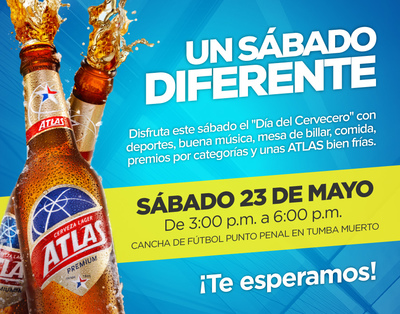 UN SÁBADO
DIFERENTE
Disfruta este sábado el "Día del Cervecero" con
deportes, buena música, mesa de billar, comida,
premios por categorías y unas ATLAS bien frías.
SÁBADO 23 DE MAYO
De 3:00 p.m. a 6:00 p.m.
CANCHA DE FÚTBOL PUNTO PENAL EN TUMBA MUERTO
¡Te esperamos!
ATLAS
CERVEZA LAGER
ATLAS
PREMIUM